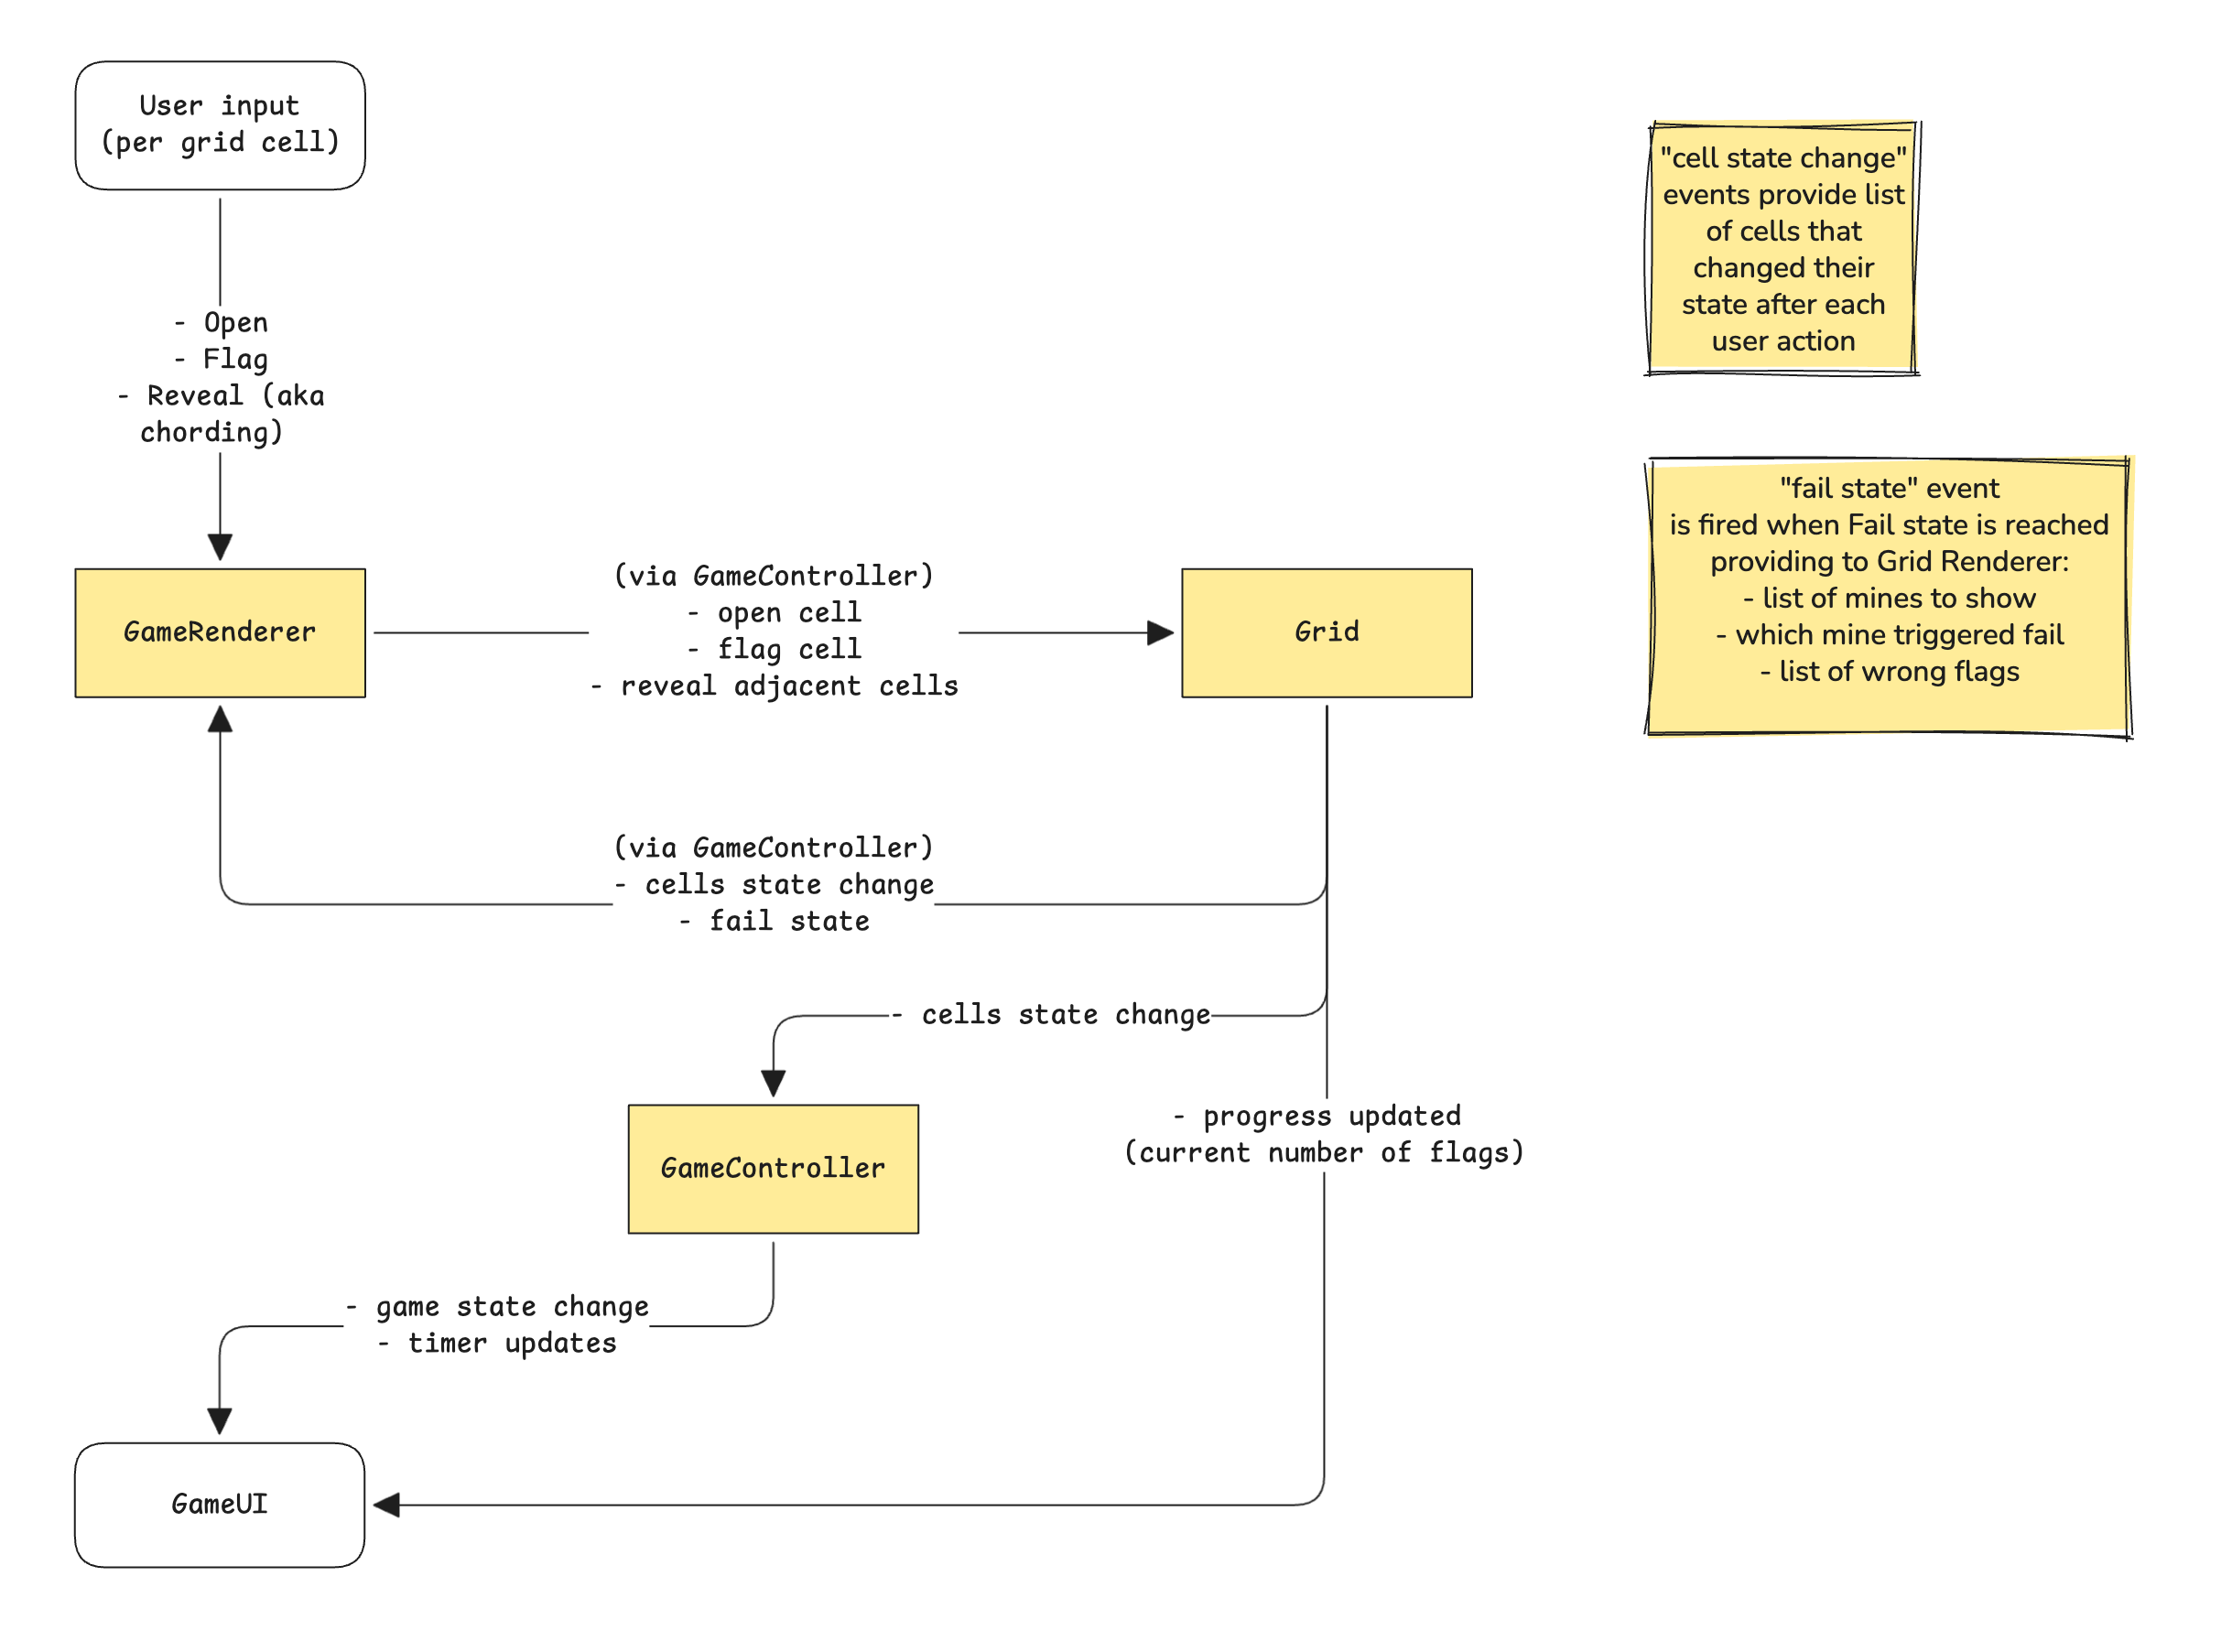 User input
(per grid cell)
- Open
- Flag
- Reveal (aka
chording)
GameRenderer
(via GameController)
- open cell
- flag cell
- reveal adjacent cells
Grid
"cell state change"
events provide list
of cells that
changed their
state after each
user action
"fail state" event
is fired when Fail state is reached
providing to Grid Renderer:
- list of mines to show
- which mine triggered fail
- list of wrong flags
(via GameController)
- cells state change
- fail state
- cells state change
GameController
- progress updated
(current number of flags)
- game state change
- timer updates
GameUI